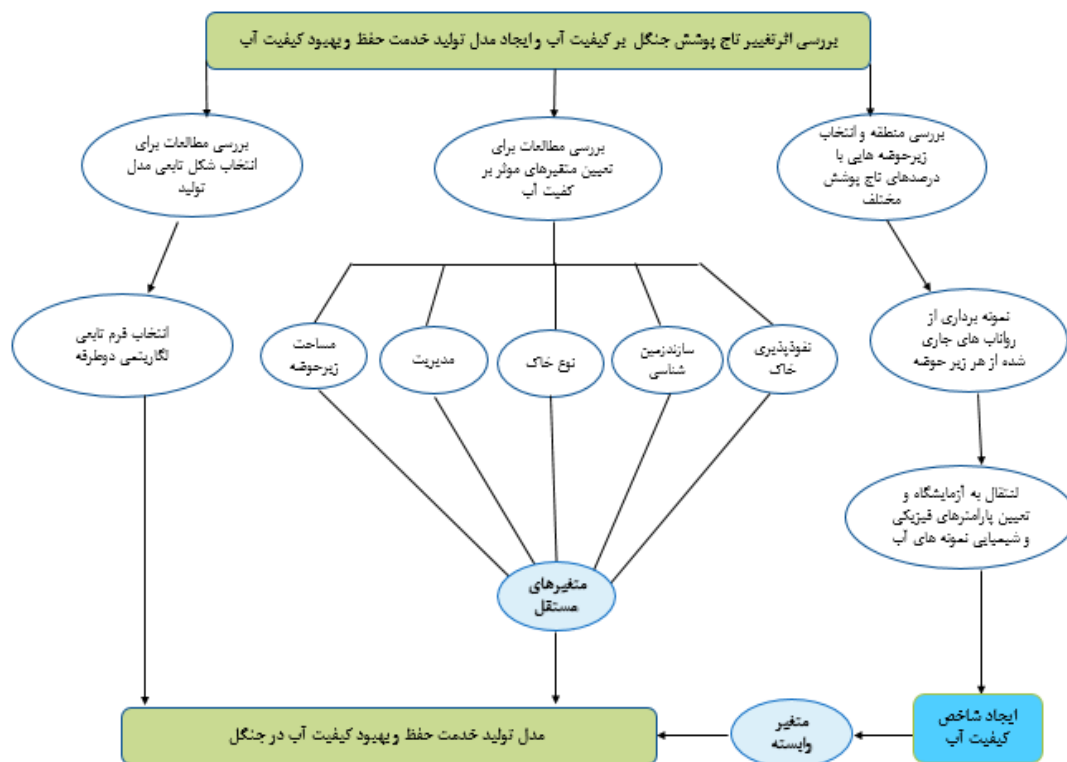 بررسی اثرتغییر تاج پوشش جنگل بر کیفیت آب و ایجاد مدل تولید خدمت حفظ و بهبود کیفیت آب
بررسی منطقه و انتخاب
زیرحوضه هایی با
درصدهای تاج پوشش
مختلف
بررسی مطالعات برای
تعیین متغیرهای موثر بر
کفیت آب
بررسی مطالعات برای
انتخاب شکل تابعی مدل
تولید
نمونه برداری از
رواناب های جاری
شده از هر زیر حوضه
نفوذپذیری
خاک
سازندزمین
شناسی
نوع خاک
مدیریت
مساحت
زیرحوضه
انتخاب فرم تابعی
لگاریتمی دوطرفه
انتقال به آزمایشگاه و
تعیین پارامترهای فیزیکی
و شیمیایی نمونه های آب
متغیرهای
مستقل
ایجاد شاخص
کیفیت آب
متغیر
وابسته
مدل تولید خدمت حفظ و بهبود کیفیت آب در جنگل